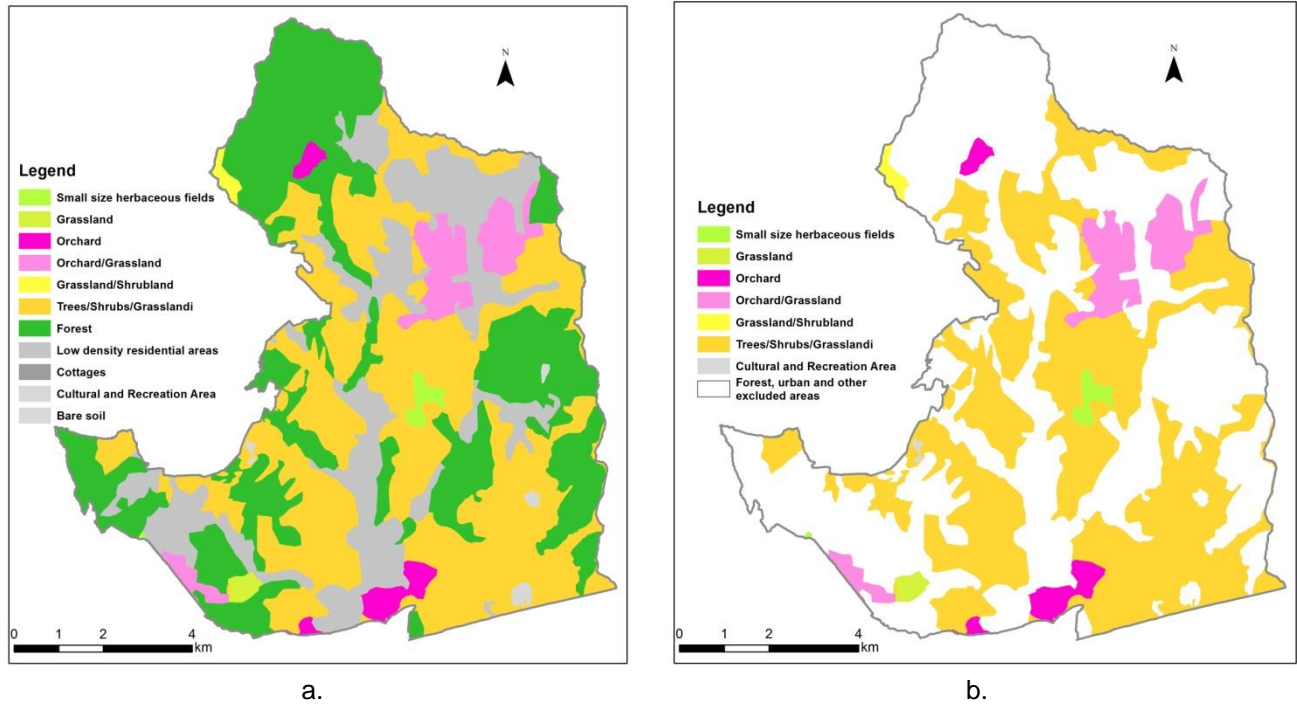 N
Legend
Small size herbaceous fields
Grassland
Orchard
Orchard/Grassland
Grassland/Shrubland
Trees/Shrubs/Grasslandi
Forest
Low density residential areas
Cottages
Cultural and Recreation Area
Bare soil
0 1 2 4
km
a.
N
Legend
Small size herbaceous fields
Grassland
Orchard
Orchard/Grassland
Grassland/Shrubland
Trees/Shrubs/Grasslandi
Cultural and Recreation Area
Forest, urban and other
excluded areas
0 1 2 4
km
b.